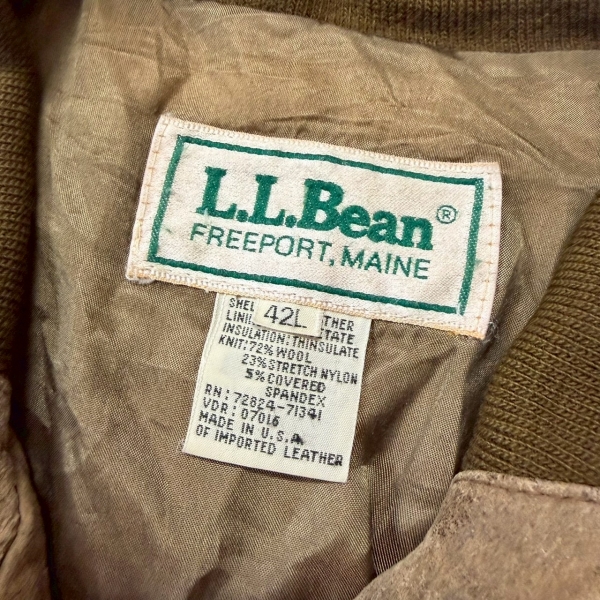 L.L.Bean®
FREEPORT, MAINE
42L
INSULATION: THINSULATE
KNIT: 72% WOOL
23% STRETCH NYLON
5% COVERED
SPANDEX
RN: 72824-71341
VDR: 07016
MADE IN U.S.A.
OF IMPORTED LEATHER